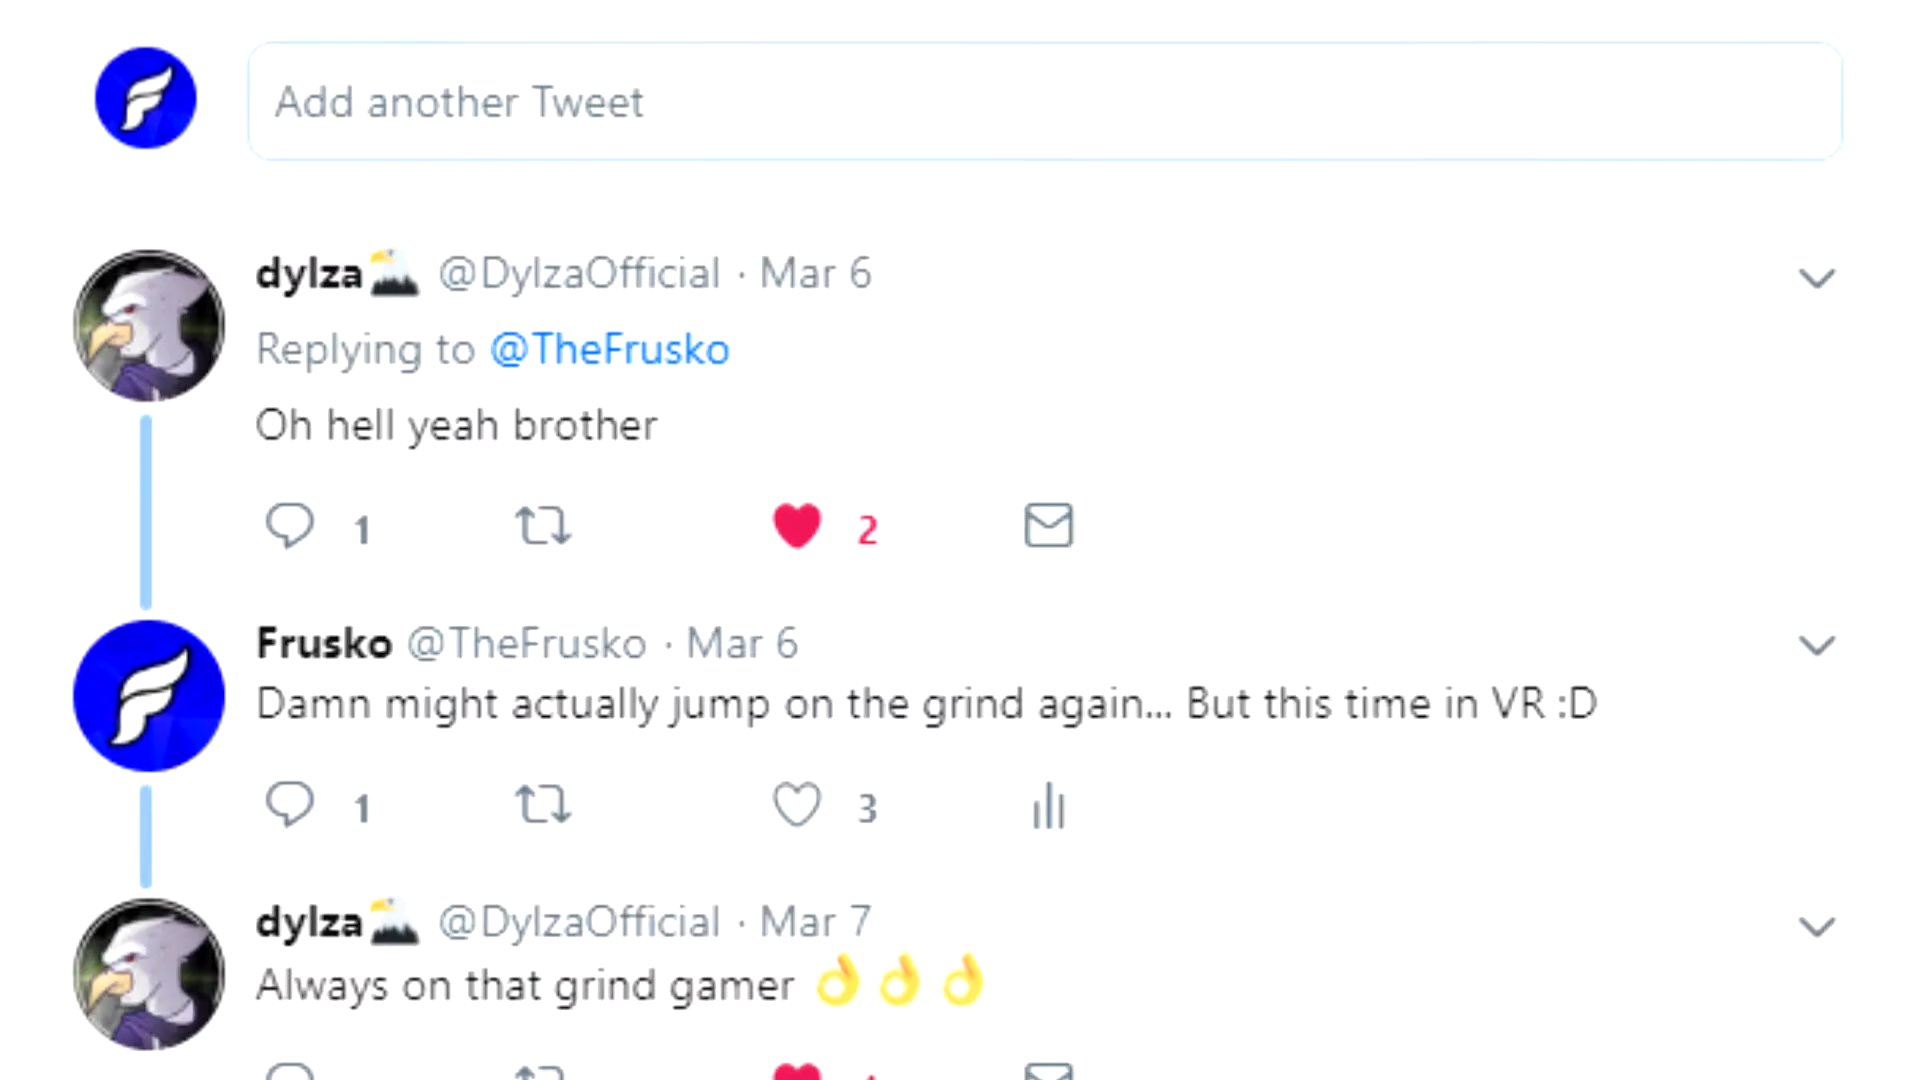 Add another Tweet
dylza @DylzaOfficial · Mar 6
Replying to @TheFrusko
Oh hell yeah brother
1 2
Frusko @TheFrusko · Mar 6
Damn might actually jump on the grind again... But this time in VR :D
1 3
dylza @DylzaOfficial · Mar 7
Always on that grind gamer 👌👌👌